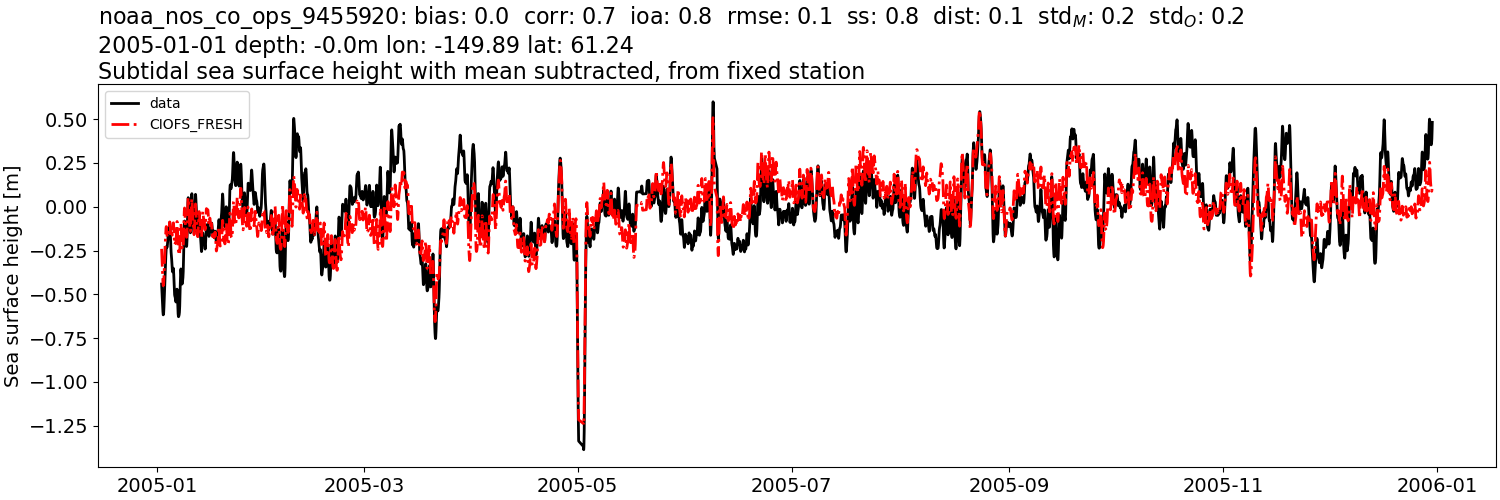 noaa_nos_co_ops_9455920: bias: 0.0  corr: 0.7  ioa: 0.8  rmse: 0.1  ss: 0.8  dist: 0.1  std_M: 0.2  std_O: 0.2
2005-01-01 depth: -0.0m lon: -149.89 lat: 61.24
Subtidal sea surface height with mean subtracted, from fixed station
data
CIOFS_FRESH
Sea surface height [m]
0.50
0.25
0.00
−0.25
−0.50
−0.75
−1.00
−1.25
2005-01
2005-03
2005-05
2005-07
2005-09
2005-11
2006-01